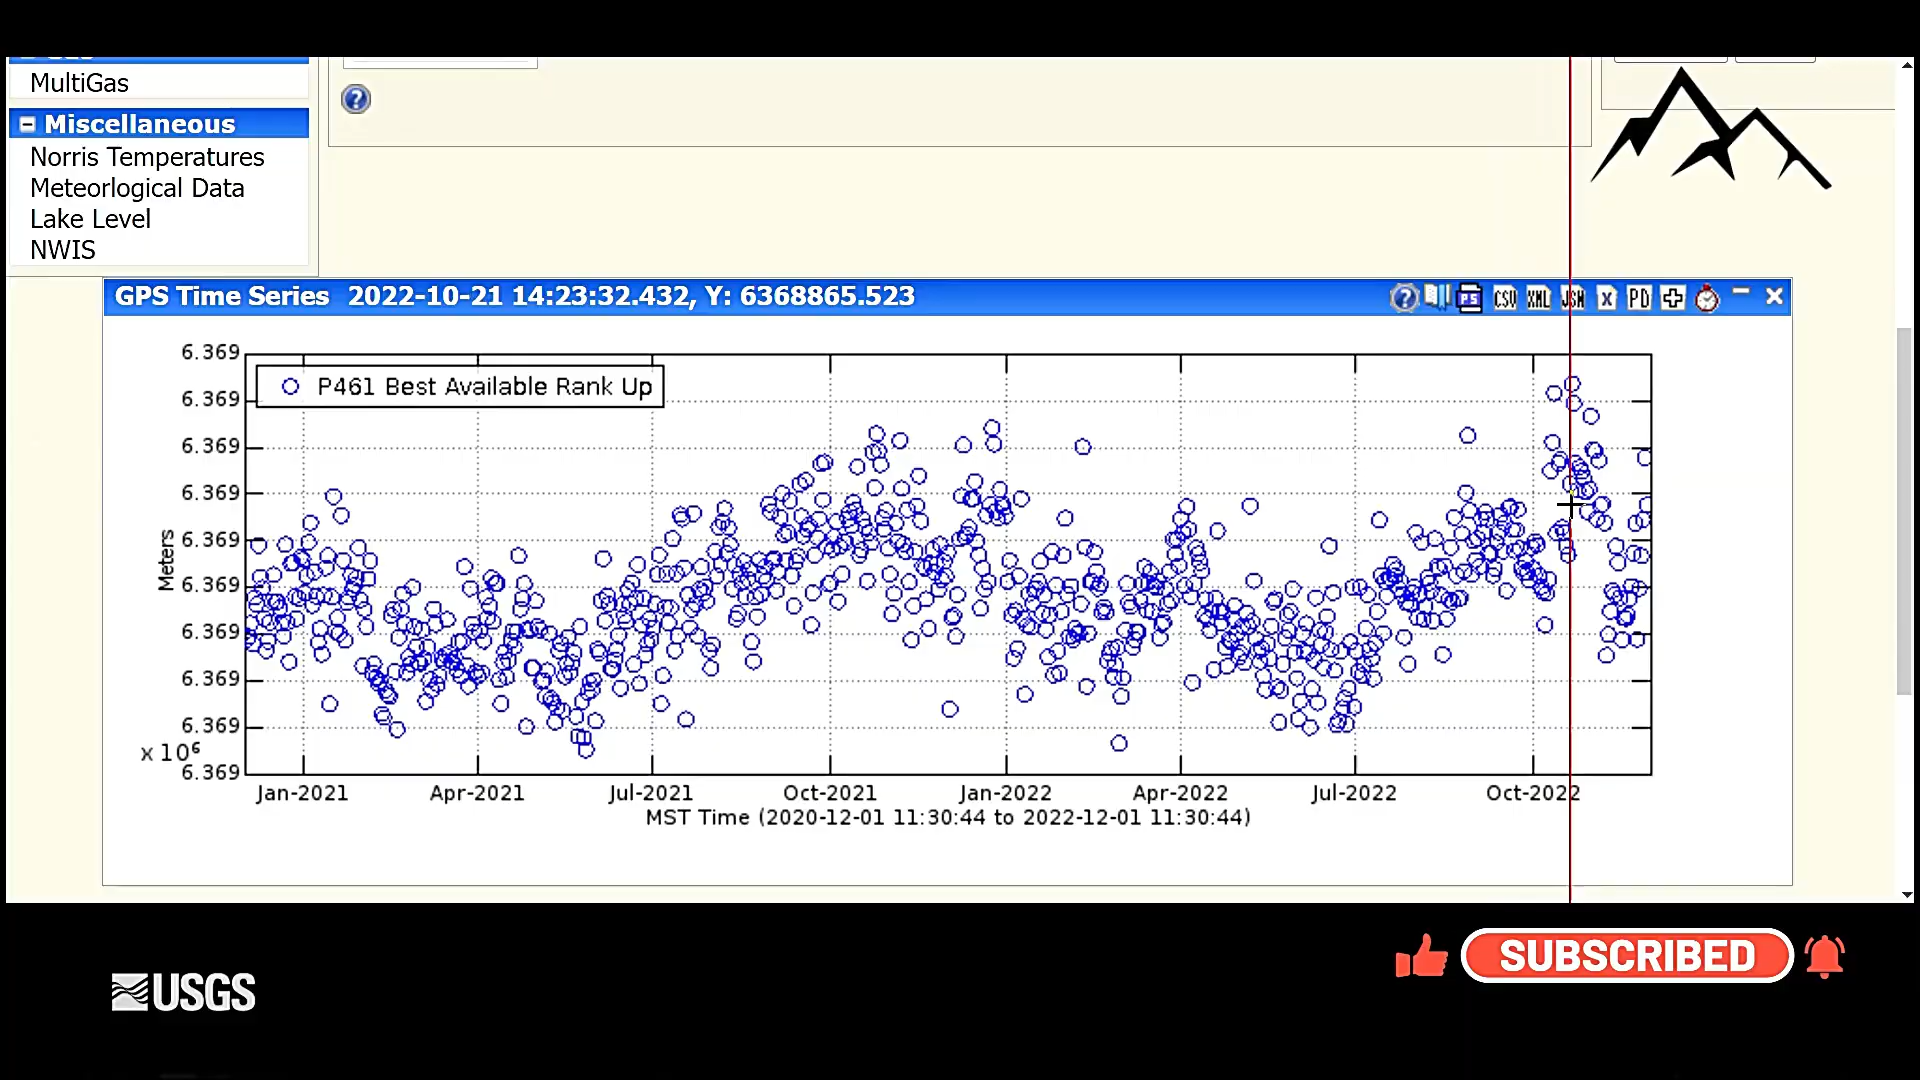 MultiGas
Miscellaneous
Norris Temperatures
Meteorlogical Data
Lake Level
NWIS
GPS Time Series 2022-10-21 14:23:32.432, Y: 6368865.523
PS CSV XML JSN X PD
6.369
P461 Best Available Rank Up
6.369
6.369
6.369
6.369
6.369
6.369
6.369
6.369
6.369
Meters
x 10⁶
Jan-2021 Apr-2021 Jul-2021 Oct-2021 Jan-2022 Apr-2022 Jul-2022 Oct-2022
MST Time (2020-12-01 11:30:44 to 2022-12-01 11:30:44)
SUBSCRIBED
USGS